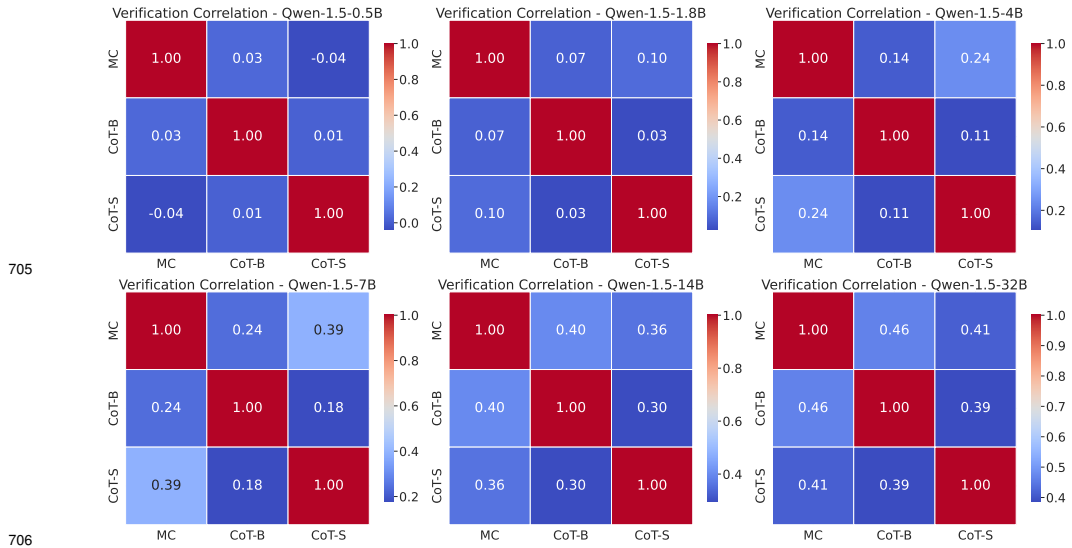 Verification Correlation - Qwen-1.5-0.5B
MC
1.00 0.03 -0.04
CoT-B
0.03 1.00 0.01
CoT-S
-0.04 0.01 1.00
MC CoT-B CoT-S
1.0
0.8
0.6
0.4
0.2
0.0
Verification Correlation - Qwen-1.5-1.8B
MC
1.00 0.07 0.10
CoT-B
0.07 1.00 0.03
CoT-S
0.10 0.03 1.00
MC CoT-B CoT-S
1.0
0.8
0.6
0.4
0.2
Verification Correlation - Qwen-1.5-4B
MC
1.00 0.14 0.24
CoT-B
0.14 1.00 0.11
CoT-S
0.24 0.11 1.00
MC CoT-B CoT-S
1.0
0.8
0.6
0.4
0.2
705
Verification Correlation - Qwen-1.5-7B
MC
1.00 0.24 0.39
CoT-B
0.24 1.00 0.18
CoT-S
0.39 0.18 1.00
MC CoT-B CoT-S
1.0
0.8
0.6
0.4
0.2
Verification Correlation - Qwen-1.5-14B
MC
1.00 0.40 0.36
CoT-B
0.40 1.00 0.30
CoT-S
0.36 0.30 1.00
MC CoT-B CoT-S
1.0
0.8
0.6
0.4
Verification Correlation - Qwen-1.5-32B
MC
1.00 0.46 0.41
CoT-B
0.46 1.00 0.39
CoT-S
0.41 0.39 1.00
MC CoT-B CoT-S
1.0
0.9
0.8
0.7
0.6
0.5
0.4
706